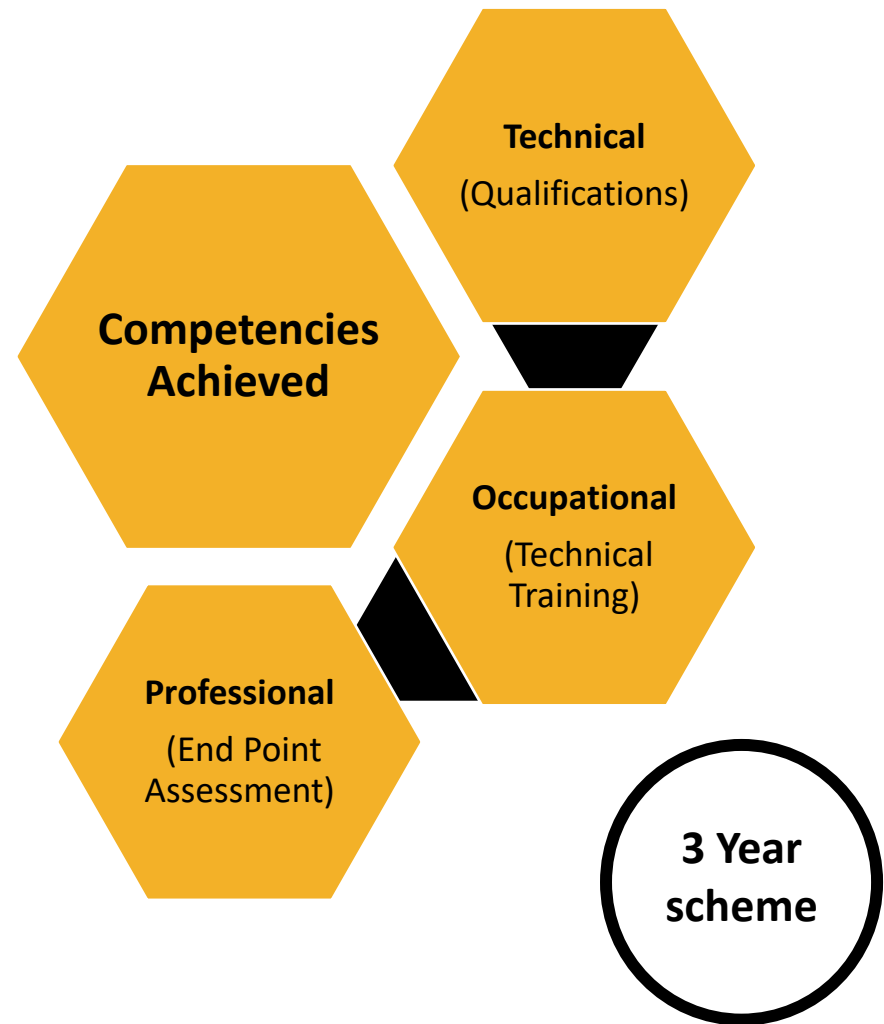 Technical
(Qualifications)
Competencies
Achieved
Occupational
(Technical
Training)
Professional
(End Point
Assessment)
3 Year
scheme